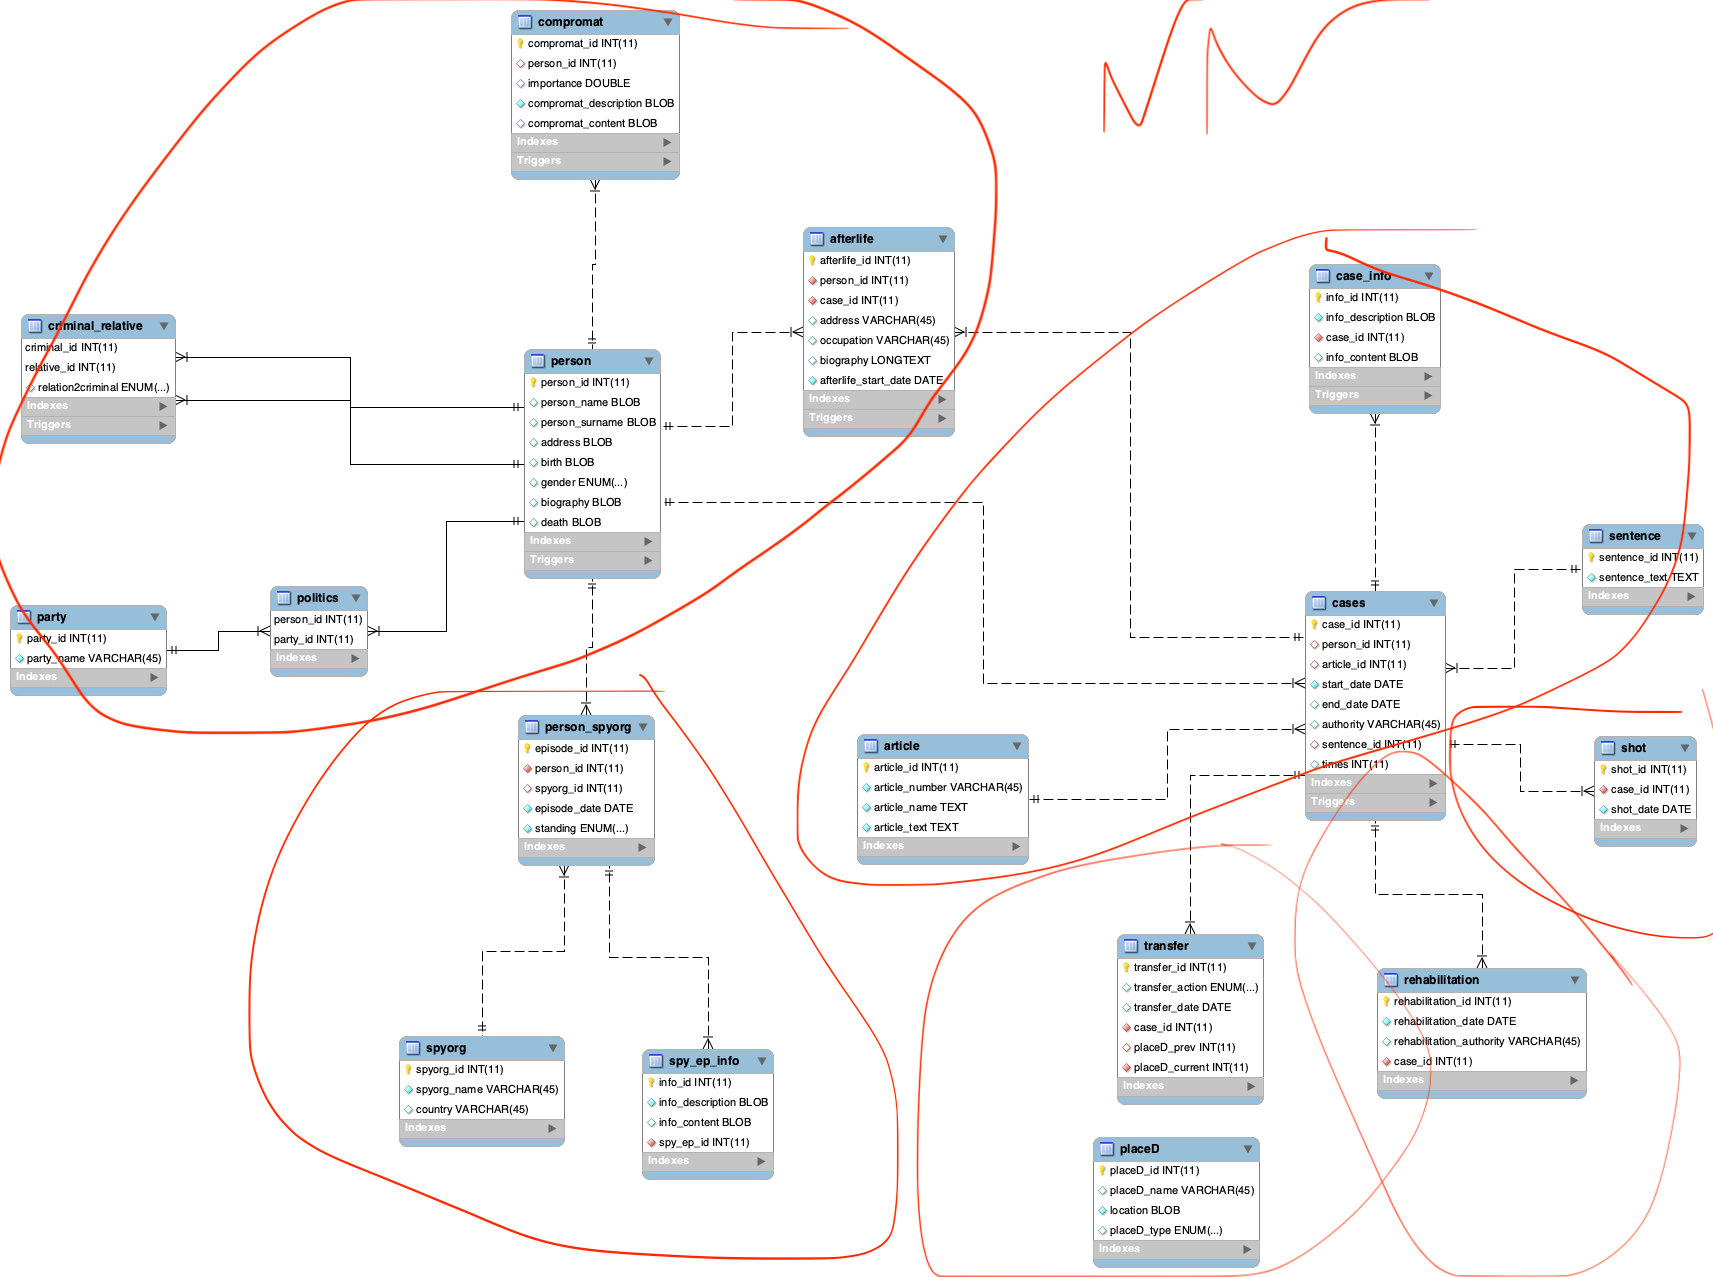 compromat
compromat_id INT(11)
person_id INT(11)
importance DOUBLE
compromat_description BLOB
compromat_content BLOB
Indexes
Triggers
afterlife
afterlife_id INT(11)
person_id INT(11)
case_id INT(11)
address VARCHAR(45)
occupation VARCHAR(45)
biography LONGTEXT
afterlife_start_date DATE
Indexes
Triggers
case_info
info_id INT(11)
info_description BLOB
case_id INT(11)
info_content BLOB
Indexes
Triggers
criminal_relative
criminal_id INT(11)
relative_id INT(11)
relation2criminal ENUM(...)
Indexes
Triggers
person
person_id INT(11)
person_name BLOB
person_surname BLOB
address BLOB
birth BLOB
gender ENUM(...)
biography BLOB
death BLOB
Indexes
Triggers
sentence
sentence_id INT(11)
sentence_text TEXT
Indexes
party
party_id INT(11)
party_name VARCHAR(45)
Indexes
politics
person_id INT(11)
party_id INT(11)
Indexes
cases
case_id INT(11)
person_id INT(11)
article_id INT(11)
start_date DATE
end_date DATE
authority VARCHAR(45)
sentence_id INT(11)
times INT(11)
Indexes
Triggers
person_spyorg
episode_id INT(11)
person_id INT(11)
spyorg_id INT(11)
episode_date DATE
standing ENUM(...)
Indexes
article
article_id INT(11)
article_number VARCHAR(45)
article_name TEXT
article_text TEXT
Indexes
shot
shot_id INT(11)
case_id INT(11)
shot_date DATE
Indexes
transfer
transfer_id INT(11)
transfer_action ENUM(...)
transfer_date DATE
case_id INT(11)
placeD_prev INT(11)
placeD_current INT(11)
Indexes
rehabilitation
rehabilitation_id INT(11)
rehabilitation_date DATE
rehabilitation_authority VARCHAR(45)
case_id INT(11)
Indexes
spyorg
spyorg_id INT(11)
spyorg_name VARCHAR(45)
country VARCHAR(45)
Indexes
spy_ep_info
info_id INT(11)
info_description BLOB
info_content BLOB
spy_ep_id INT(11)
Indexes
placeD
placeD_id INT(11)
placeD_name VARCHAR(45)
location BLOB
placeD_type ENUM(...)
Indexes